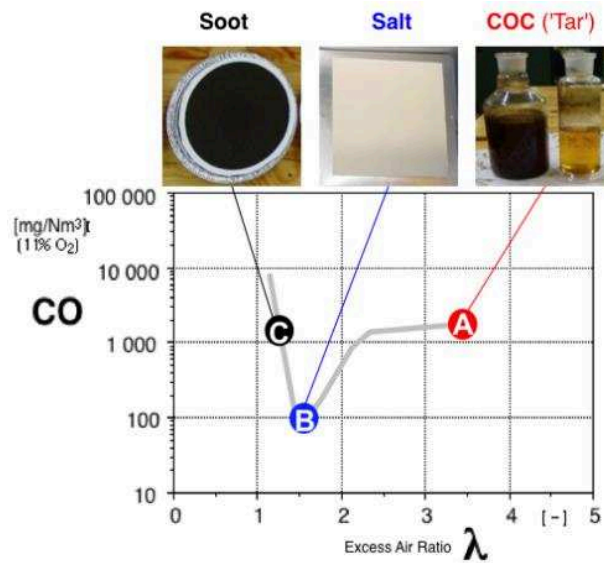 Soot Salt COC ('Tar')
100 000
[mg/Nm³]
(11% O₂)
10 000
CO
1 000
100
10
C
B
A
0 1 2 3 4 [-] 5
Excess Air Ratio λ